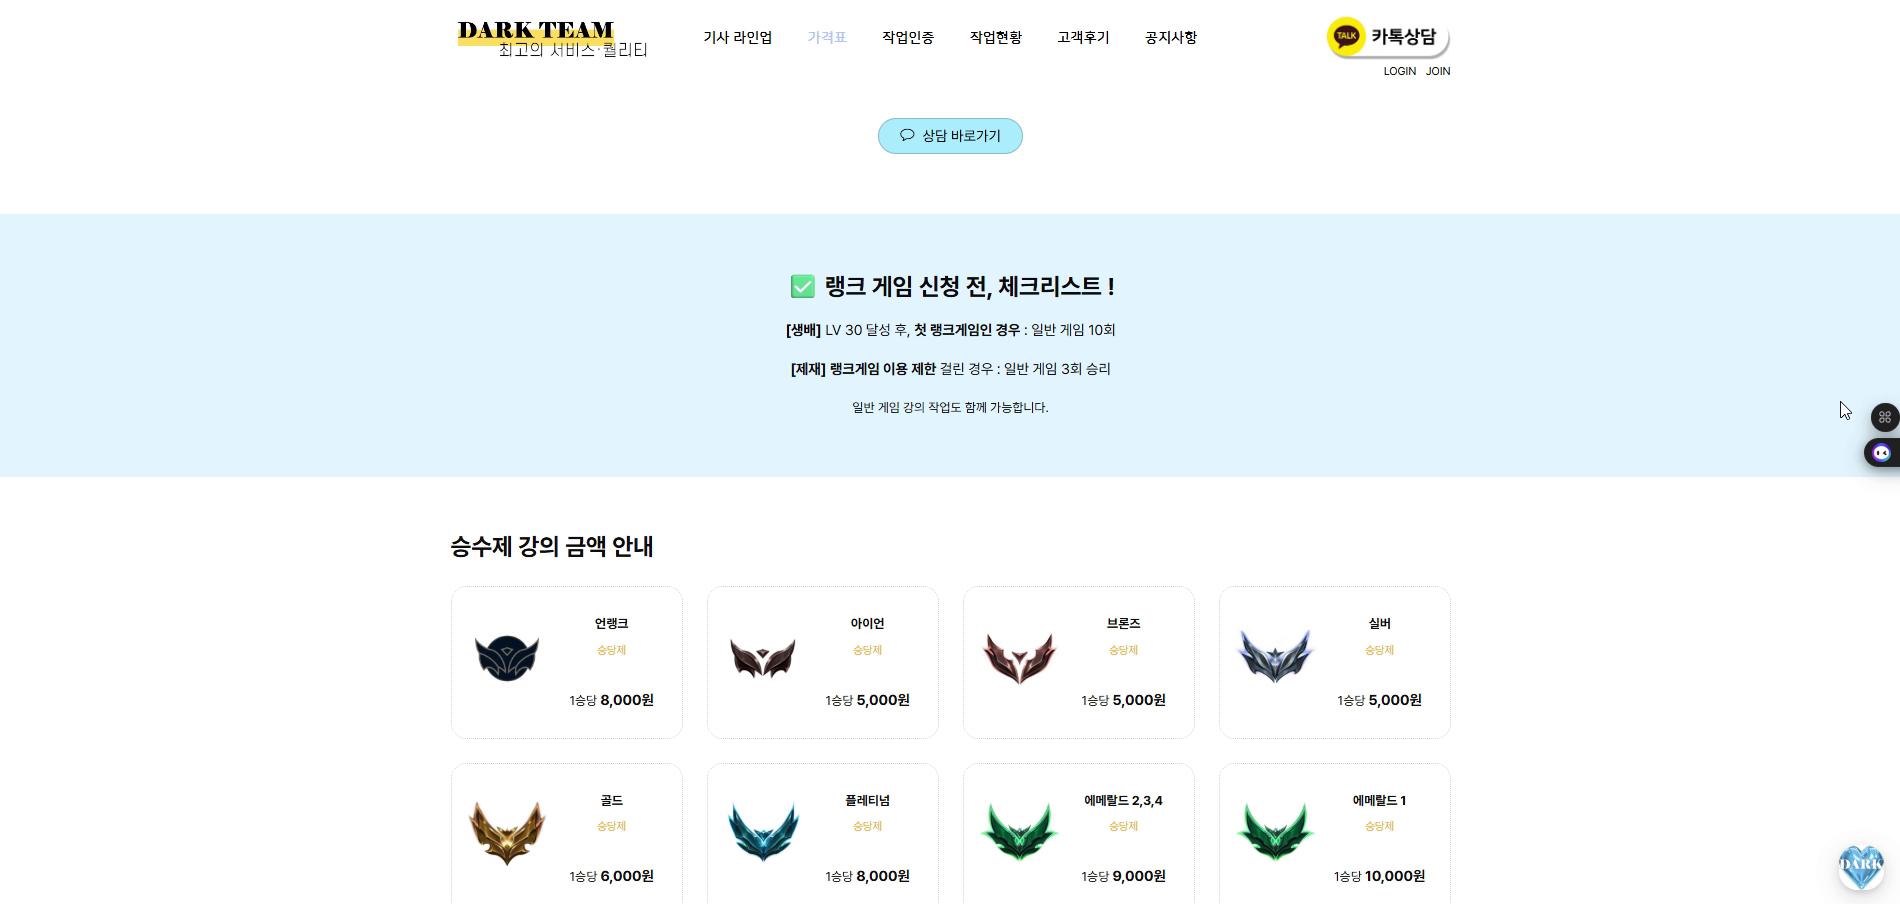 DARK TEAM
최고의 서비스·퀄리티
기사 라인업
가격표
작업인증
작업현황
고객후기
공지사항
TALK
카톡상담
LOGIN JOIN
상담 바로가기
✅ 랭크 게임 신청 전, 체크리스트 !
[생배] LV 30 달성 후, 첫 랭크게임인 경우 : 일반 게임 10회
[제재] 랭크게임 이용 제한 걸린 경우 : 일반 게임 3회 승리
일반 게임 강의 작업도 함께 가능합니다.
승수제 강의 금액 안내
언랭크
승당제
1승당 8,000원
아이언
승당제
1승당 5,000원
브론즈
승당제
1승당 5,000원
실버
승당제
1승당 5,000원
골드
승당제
1승당 6,000원
플레티넘
승당제
1승당 8,000원
에메랄드 2,3,4
승당제
1승당 9,000원
에메랄드 1
승당제
1승당 10,000원
DARK